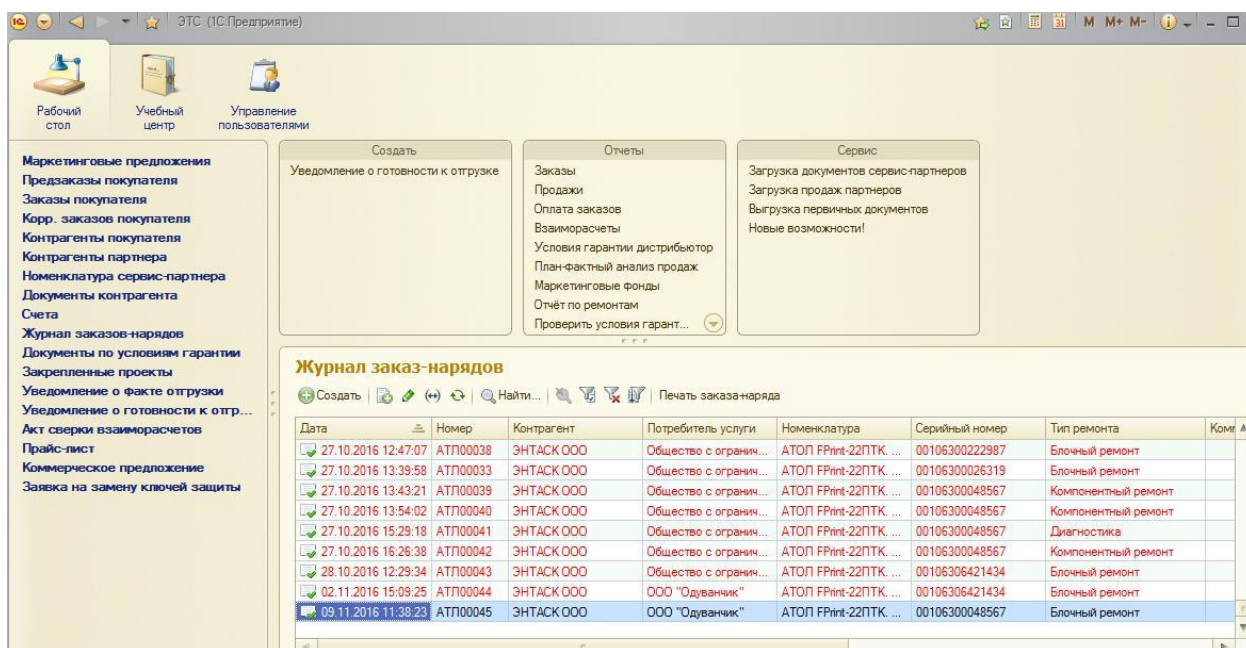 ЭТС (1С:Предприятие)
M M+ M-
Рабочий
стол
Учебный
центр
Управление
пользователями
Маркетинговые предложения
Предзаказы покупателя
Заказы покупателя
Корр. заказов покупателя
Контрагенты покупателя
Контрагенты партнера
Номенклатура сервис-партнера
Документы контрагента
Счета
Журнал заказов-нарядов
Документы по условиям гарантии
Закрепленные проекты
Уведомление о факте отгрузки
Уведомление о готовности к отгр...
Акт сверки взаиморасчетов
Прайс-лист
Коммерческое предложение
Заявка на замену ключей защиты
Создать
Уведомление о готовности к отгрузке
Отчеты
Заказы
Продажи
Оплата заказов
Взаиморасчеты
Условия гарантии дистрибьютор
План-фактный анализ продаж
Маркетинговые фонды
Отчёт по ремонтам
Проверить условия гарант...
Сервис
Загрузка документов сервис-партнеров
Загрузка продаж партнеров
Выгрузка первичных документов
Новые возможности!
Журнал заказ-нарядов
Создать Найти... Печать заказа-наряда
Дата Номер Контрагент Потребитель услуги Номенклатура Серийный номер Тип ремонта Комм
27.10.2016 12:47:07 АТЛ00038 ЭНТАСК ООО Общество с огранич... АТОЛ FPrint-22ПТК. ... 00106300222987 Блочный ремонт
27.10.2016 13:39:58 АТЛ00033 ЭНТАСК ООО Общество с огранич... АТОЛ FPrint-22ПТК. ... 00106300026319 Блочный ремонт
27.10.2016 13:43:21 АТЛ00039 ЭНТАСК ООО Общество с огранич... АТОЛ FPrint-22ПТК. ... 00106300048567 Компонентный ремонт
27.10.2016 13:54:02 АТЛ00040 ЭНТАСК ООО Общество с огранич... АТОЛ FPrint-22ПТК. ... 00106300048567 Компонентный ремонт
27.10.2016 15:29:18 АТЛ00041 ЭНТАСК ООО Общество с огранич... АТОЛ FPrint-22ПТК. ... 00106300048567 Диагностика
27.10.2016 16:26:38 АТЛ00042 ЭНТАСК ООО Общество с огранич... АТОЛ FPrint-22ПТК. ... 00106300048567 Компонентный ремонт
28.10.2016 12:29:34 АТЛ00043 ЭНТАСК ООО Общество с огранич... АТОЛ FPrint-22ПТК. ... 00106306421434 Блочный ремонт
02.11.2016 15:09:25 АТЛ00044 ЭНТАСК ООО ООО "Одуванчик" АТОЛ FPrint-22ПТК. ... 00106306421434 Блочный ремонт
09.11.2016 11:38:23 АТЛ00045 ЭНТАСК ООО ООО "Одуванчик" АТОЛ FPrint-22ПТК. ... 00106300048567 Блочный ремонт